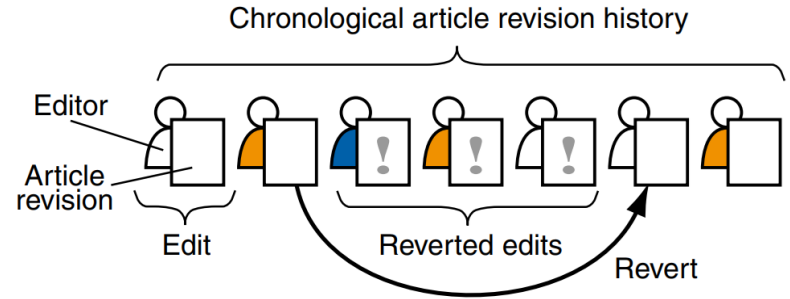 Chronological article revision history
Editor
Article
revision
!
!
!
Edit
Reverted edits
Revert